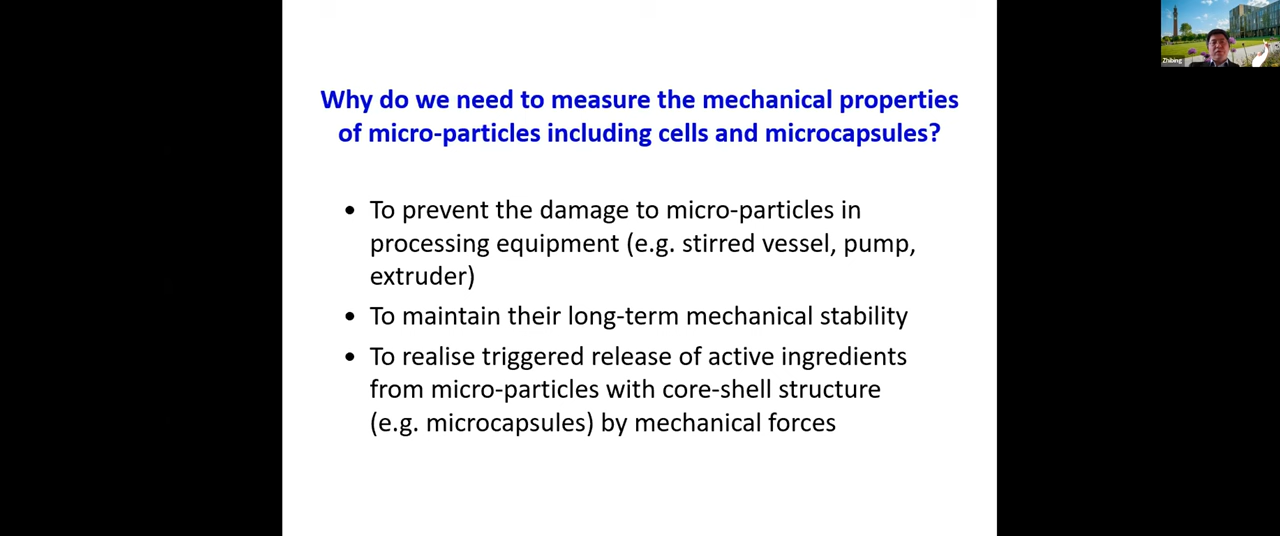 Why do we need to measure the mechanical properties
of micro-particles including cells and microcapsules?
• To prevent the damage to micro-particles in
processing equipment (e.g. stirred vessel, pump,
extruder)
• To maintain their long-term mechanical stability
• To realise triggered release of active ingredients
from micro-particles with core-shell structure
(e.g. microcapsules) by mechanical forces
Zhibing